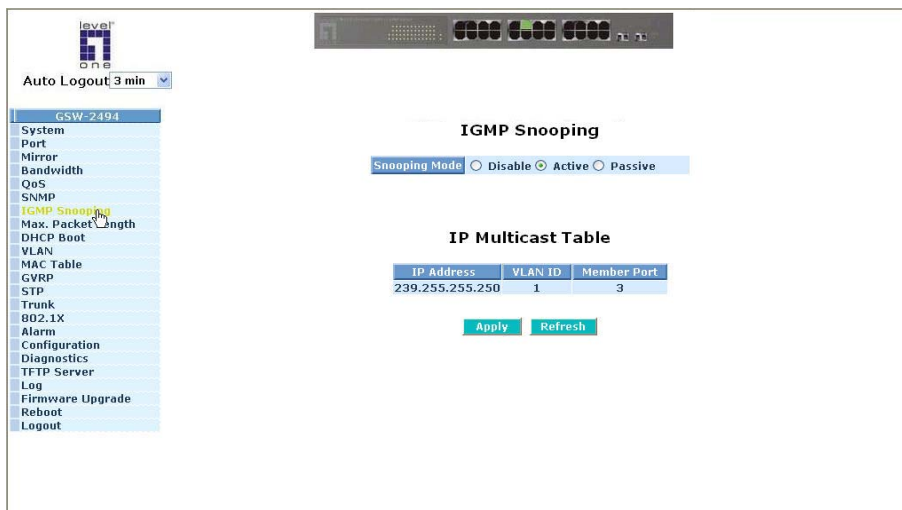 level
one
Auto Logout 3 min
GSW-2494
System
Port
Mirror
Bandwidth
QoS
SNMP
IGMP Snooping
Max. Packet Length
DHCP Boot
VLAN
MAC Table
GVRP
STP
Trunk
802.1X
Alarm
Configuration
Diagnostics
TFTP Server
Log
Firmware Upgrade
Reboot
Logout
IGMP Snooping
Snooping Mode Disable Active Passive
IP Multicast Table
IP Address VLAN ID Member Port
239.255.255.250 1 3
Apply Refresh